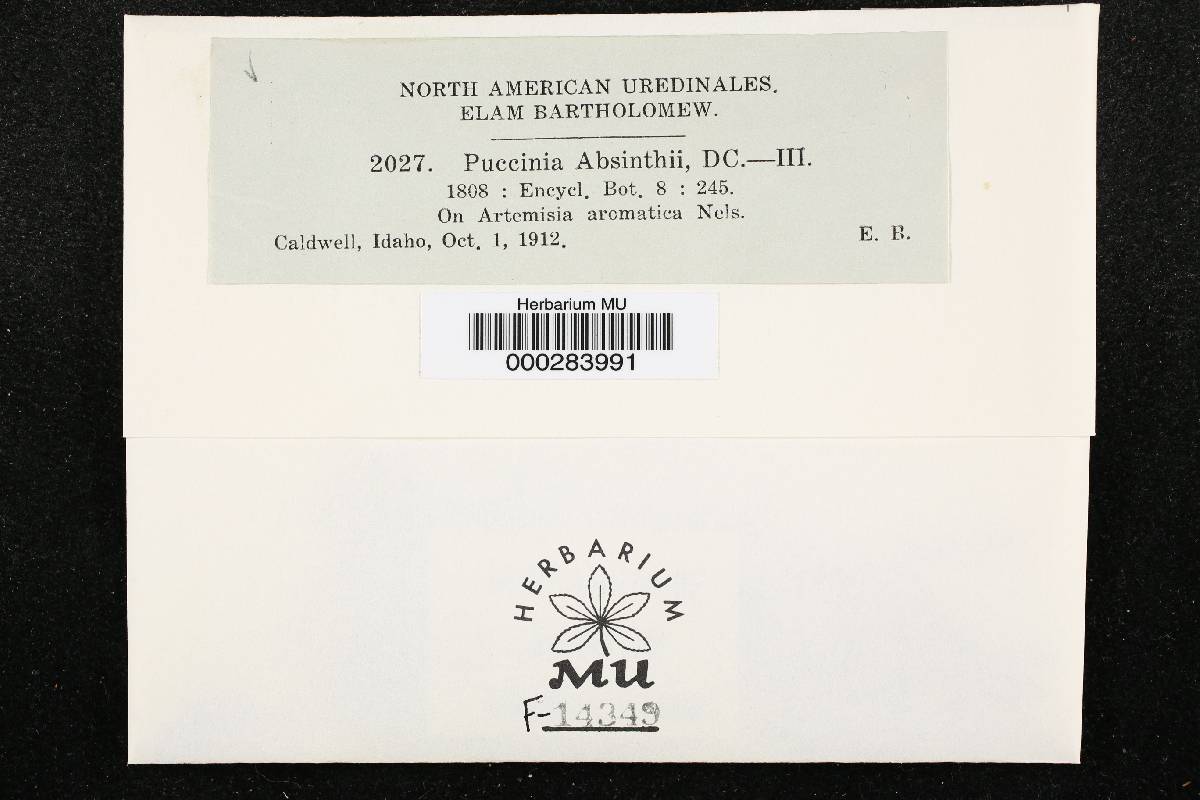 NORTH AMERICAN UREDINALES.
ELAM BARTHOLOMEW.
2027. Puccinia Absinthii, DC.—III.
1808 : Encycl. Bot. 8 : 245.
On Artemisia aromatica Nels.
Caldwell, Idaho, Oct. 1, 1912. E. B.
Herbarium MU
000283991
HERBARIUM
MU
F-14349